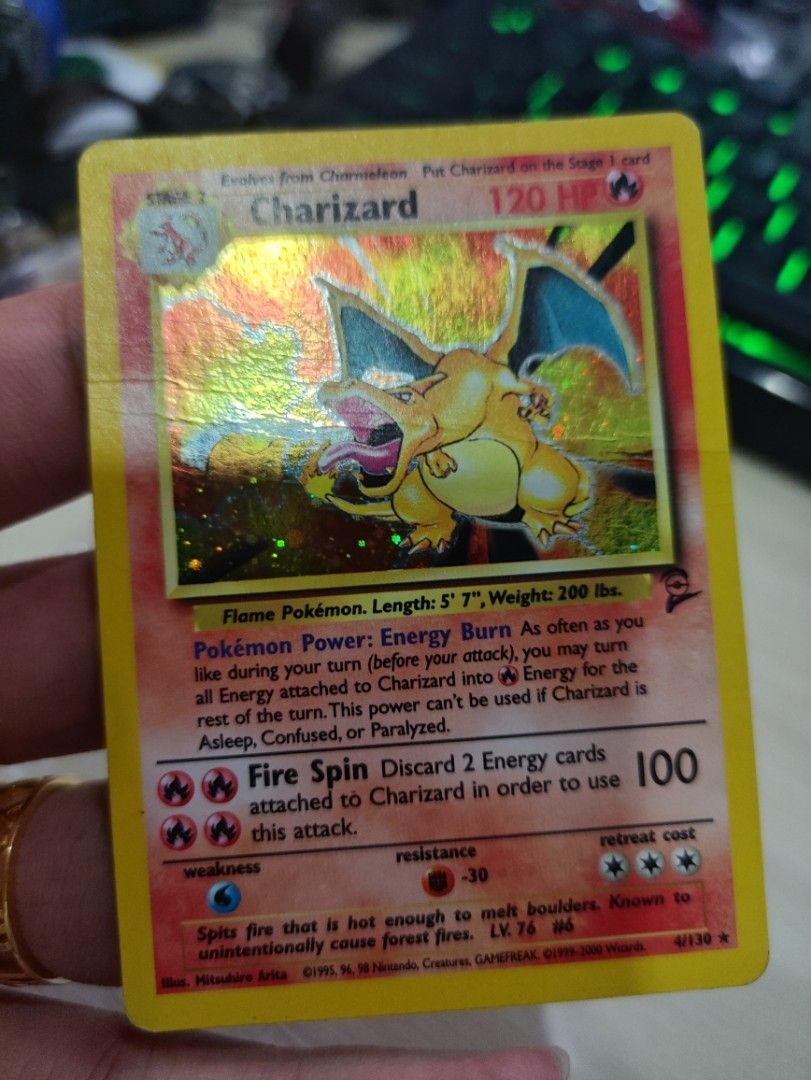 Evolves from Charmeleon Put Charizard on the Stage 1 card
STAGE 2
Charizard 120 HP
Flame Pokémon. Length: 5' 7", Weight: 200 lbs.
Pokémon Power: Energy Burn As often as you
like during your turn (before your attack), you may turn
all Energy attached to Charizard into Energy for the
rest of the turn. This power can't be used if Charizard is
Asleep, Confused, or Paralyzed.
Fire Spin Discard 2 Energy cards
attached to Charizard in order to use
this attack.
100
weakness
resistance
-30
retreat cost
Spits fire that is hot enough to melt boulders. Known to
unintentionally cause forest fires. LV. 76 #6
Illus. Mitsuhiro Arita ©1995, 96, 98 Nintendo, Creatures, GAMEFREAK. ©1999-2000 Wizards. 4/130 ★